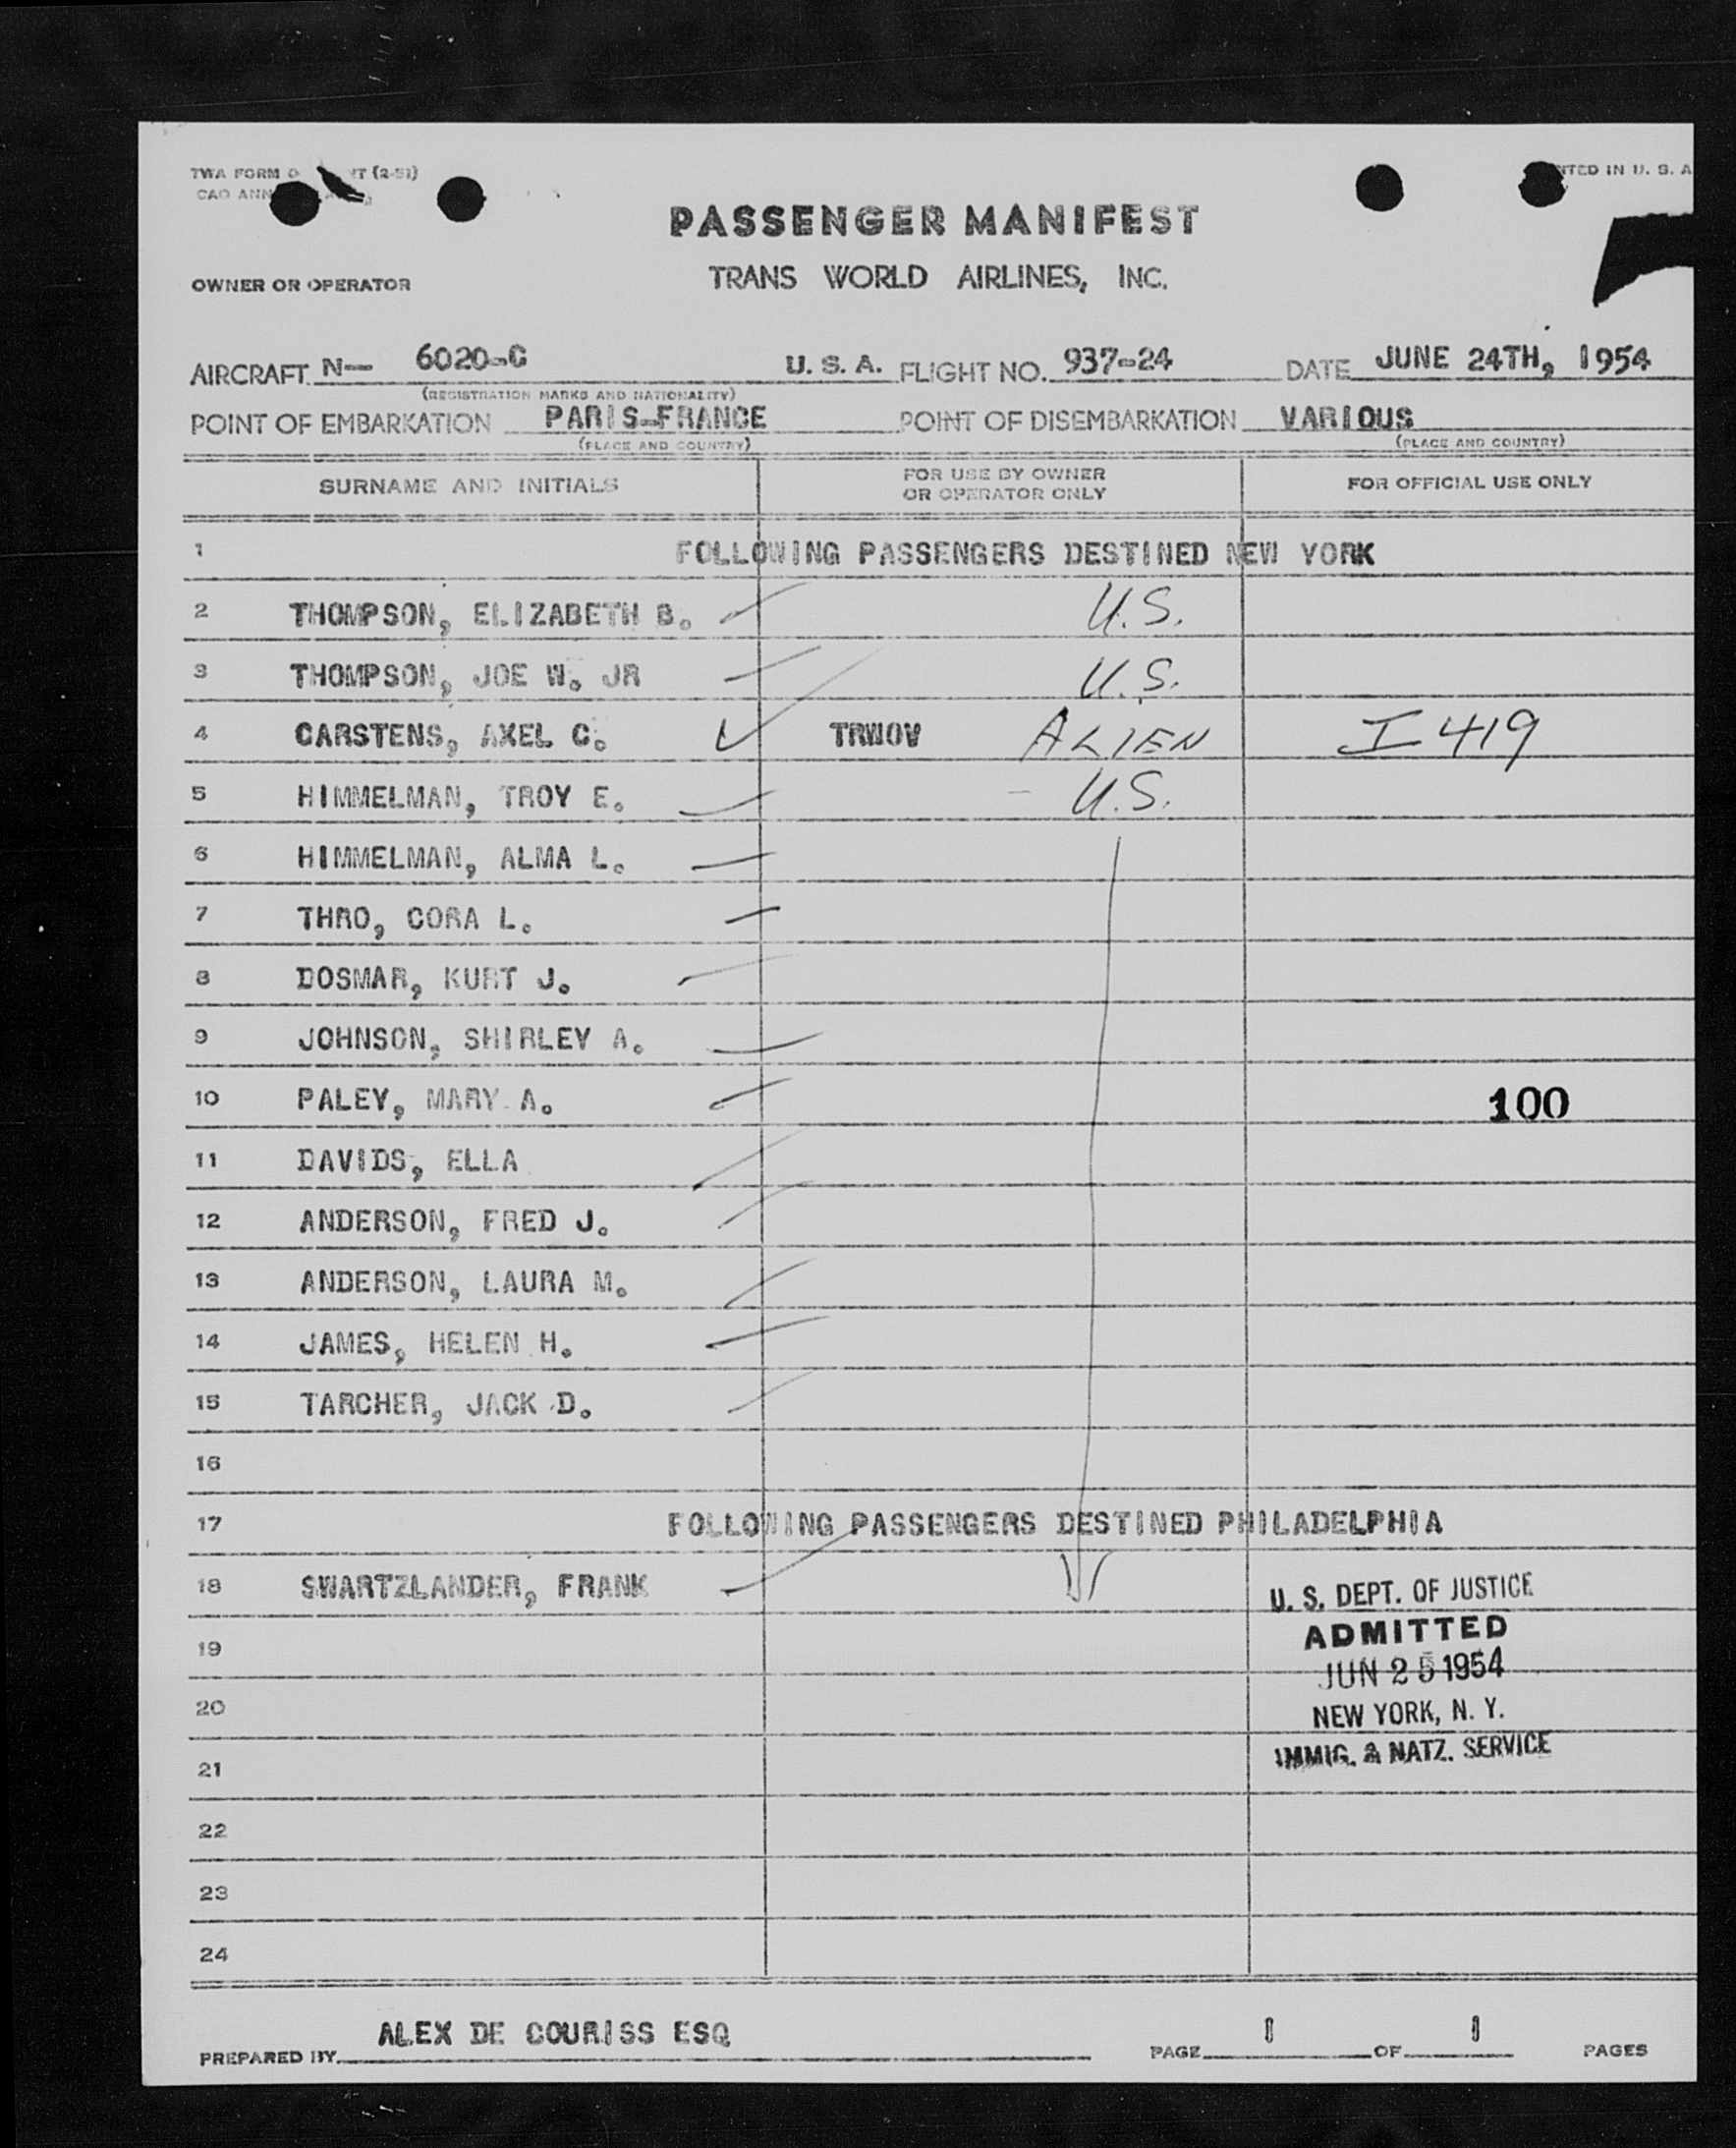 TWA FORM
NT (2-51)
CAO ANN
NTED IN U. S. A
PASSENGER MANIFEST
TRANS WORLD AIRLINES, INC.
OWNER OR OPERATOR
AIRCRAFT N— 6020-C U. S. A. FLIGHT NO. 937-24 DATE JUNE 24TH, 1954
(REGISTRATION MARKS AND NATIONALITY)
POINT OF EMBARKATION PARIS-FRANCE POINT OF DISEMBARKATION VARIOUS
(PLACE AND COUNTRY) (PLACE AND COUNTRY)
SURNAME AND INITIALS FOR USE BY OWNER OR OPERATOR ONLY FOR OFFICIAL USE ONLY
1 FOLLOWING PASSENGERS DESTINED NEW YORK
2 THOMPSON, ELIZABETH B. U.S.
3 THOMPSON, JOE W. JR U.S.
4 CARSTENS, AXEL C. TRWOV ALIEN I 419
5 HIMMELMAN, TROY E. U.S.
6 HIMMELMAN, ALMA L.
7 THRO, CORA L.
8 DOSMAR, KURT J.
9 JOHNSON, SHIRLEY A.
10 PALEY, MARY A. 100
11 DAVIDS, ELLA
12 ANDERSON, FRED J.
13 ANDERSON, LAURA M.
14 JAMES, HELEN H.
15 TARCHER, JACK D.
16
17 FOLLOWING PASSENGERS DESTINED PHILADELPHIA
18 SWARTZLANDER, FRANK U. S. DEPT. OF JUSTICE
19 ADMITTED
JUN 25 1954
20 NEW YORK, N. Y.
21 IMMIG. & NATZ. SERVICE
22
23
24
PREPARED BY ALEX DE COURISS ESQ PAGE 1 OF 1 PAGES